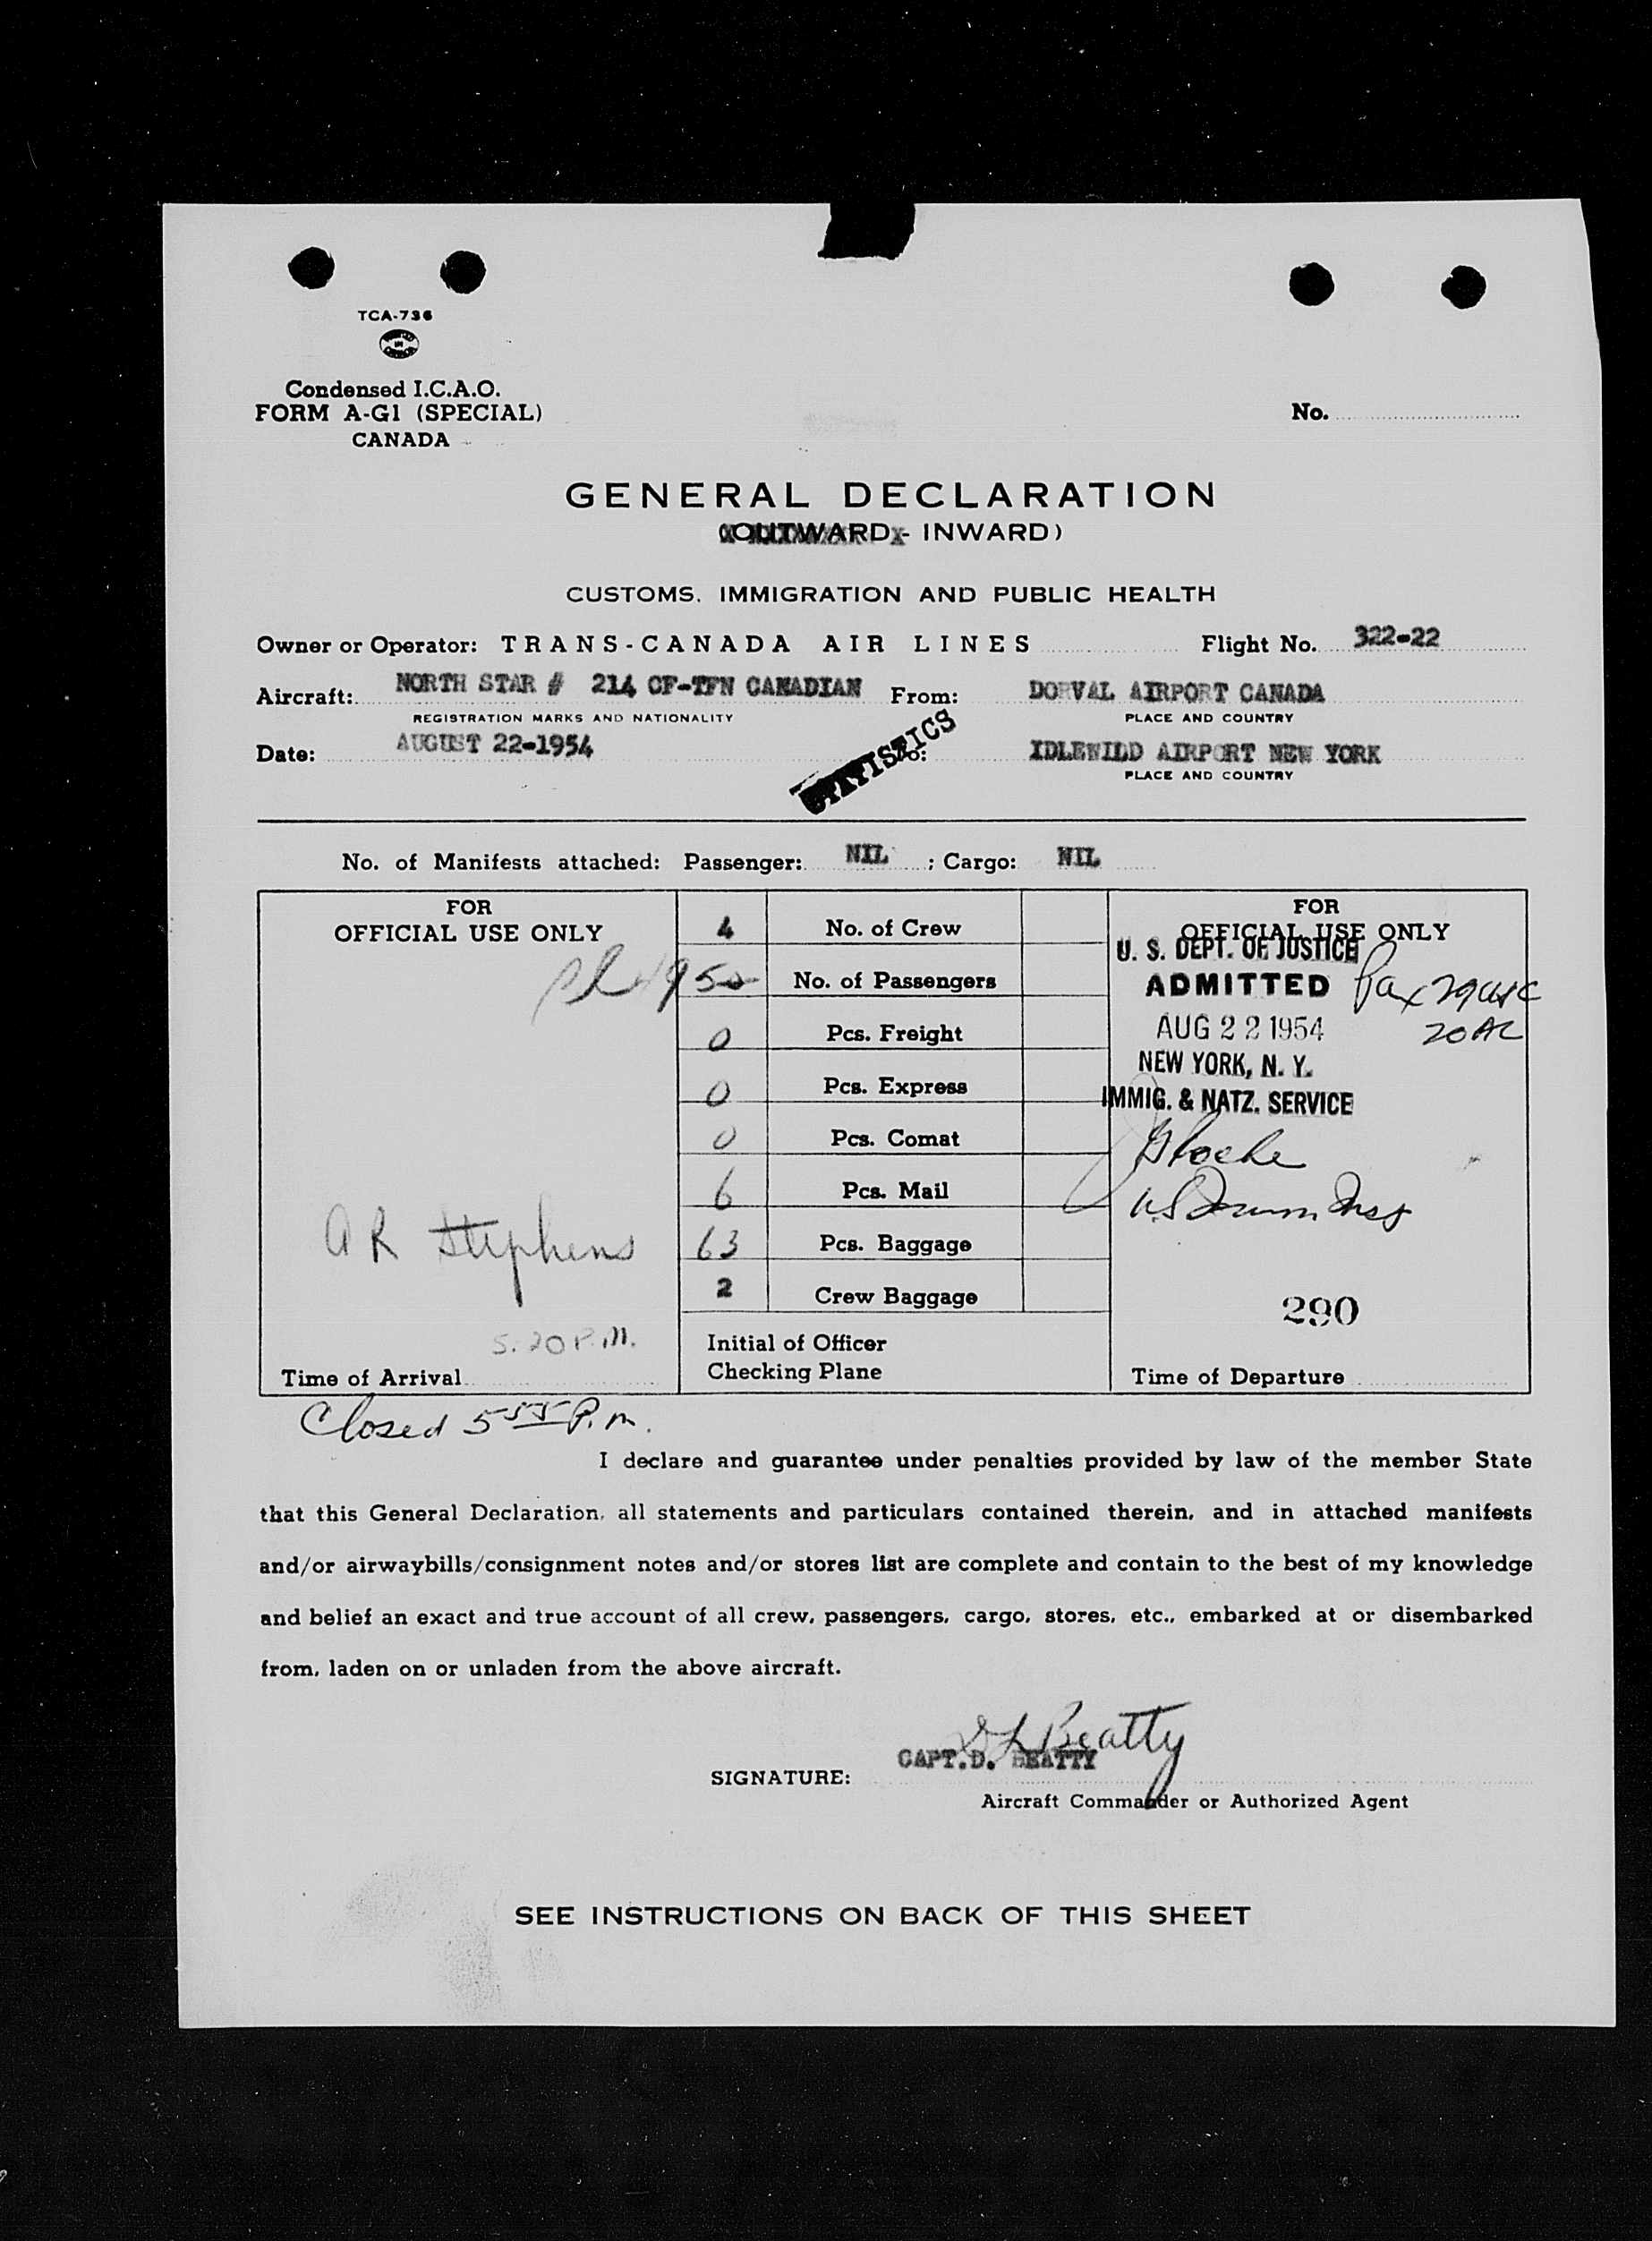 TCA-736
Condensed I.C.A.O.
FORM A-G1 (SPECIAL)
CANADA
No.
GENERAL DECLARATION
(OUTWARD - INWARD)
CUSTOMS, IMMIGRATION AND PUBLIC HEALTH
Owner or Operator: TRANS-CANADA AIR LINES Flight No. 322-22
Aircraft: NORTH STAR # 214 CF-TFN CANADIAN From: DORVAL AIRPORT CANADA
REGISTRATION MARKS AND NATIONALITY PLACE AND COUNTRY
Date: AUGUST 22-1954 To: IDLEWILD AIRPORT NEW YORK
STATISTICS
PLACE AND COUNTRY
No. of Manifests attached: Passenger: NIL ; Cargo: NIL
FOR
OFFICIAL USE ONLY
A R Stephens
5.20 P.M.
Time of Arrival
4 No. of Crew
No. of Passengers
0 Pcs. Freight
0 Pcs. Express
0 Pcs. Comat
6 Pcs. Mail
63 Pcs. Baggage
2 Crew Baggage
Initial of Officer
Checking Plane
FOR
OFFICIAL USE ONLY
U. S. DEPT. OF JUSTICE
ADMITTED
AUG 22 1954
20 AC
NEW YORK, N. Y.
IMMIG. & NATZ. SERVICE
290
Time of Departure
Closed 5 55 P.m.
I declare and guarantee under penalties provided by law of the member State
that this General Declaration, all statements and particulars contained therein, and in attached manifests
and/or airwaybills/consignment notes and/or stores list are complete and contain to the best of my knowledge
and belief an exact and true account of all crew, passengers, cargo, stores, etc., embarked at or disembarked
from, laden on or unladen from the above aircraft.
D L Beatty
SIGNATURE: CAPT.D. BEATTY
Aircraft Commander or Authorized Agent
SEE INSTRUCTIONS ON BACK OF THIS SHEET